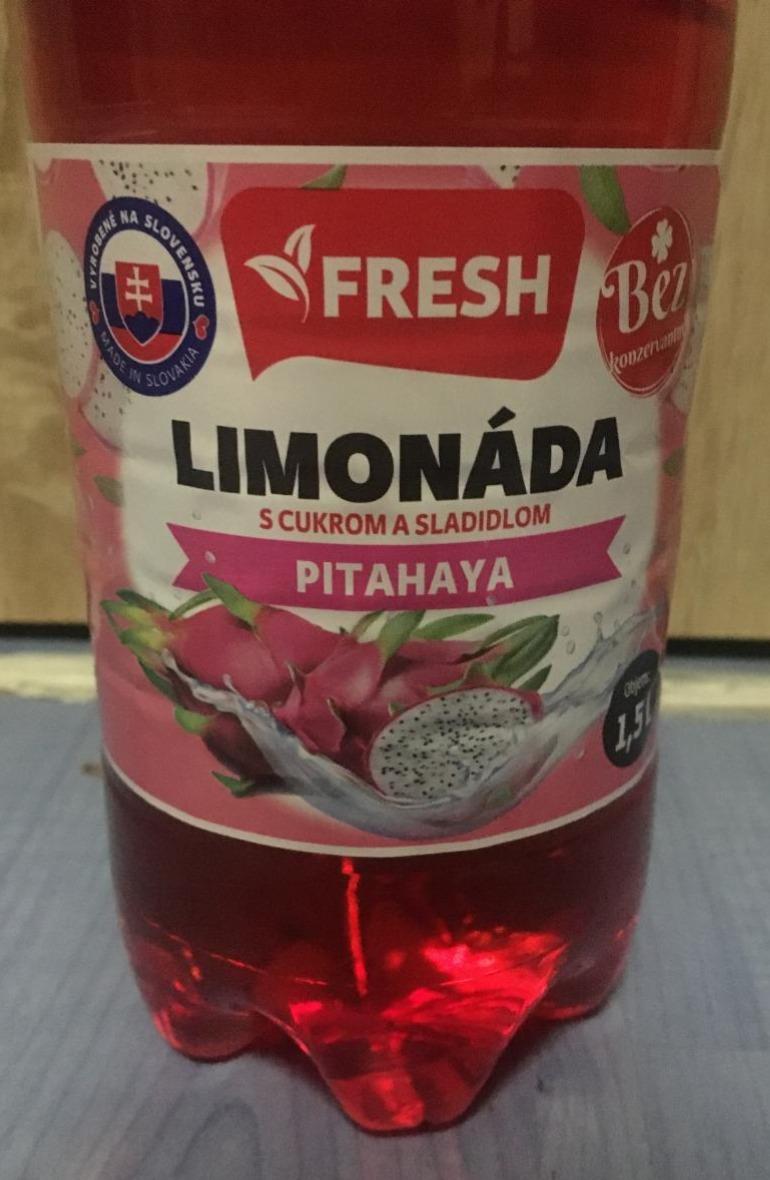 VYROBENÉ NA SLOVENSKU
MADE IN SLOVAKIA
FRESH
Bez
LIMONÁDA
S CUKROM A SLADIDLOM
PITAHAYA
Objem:
1,5